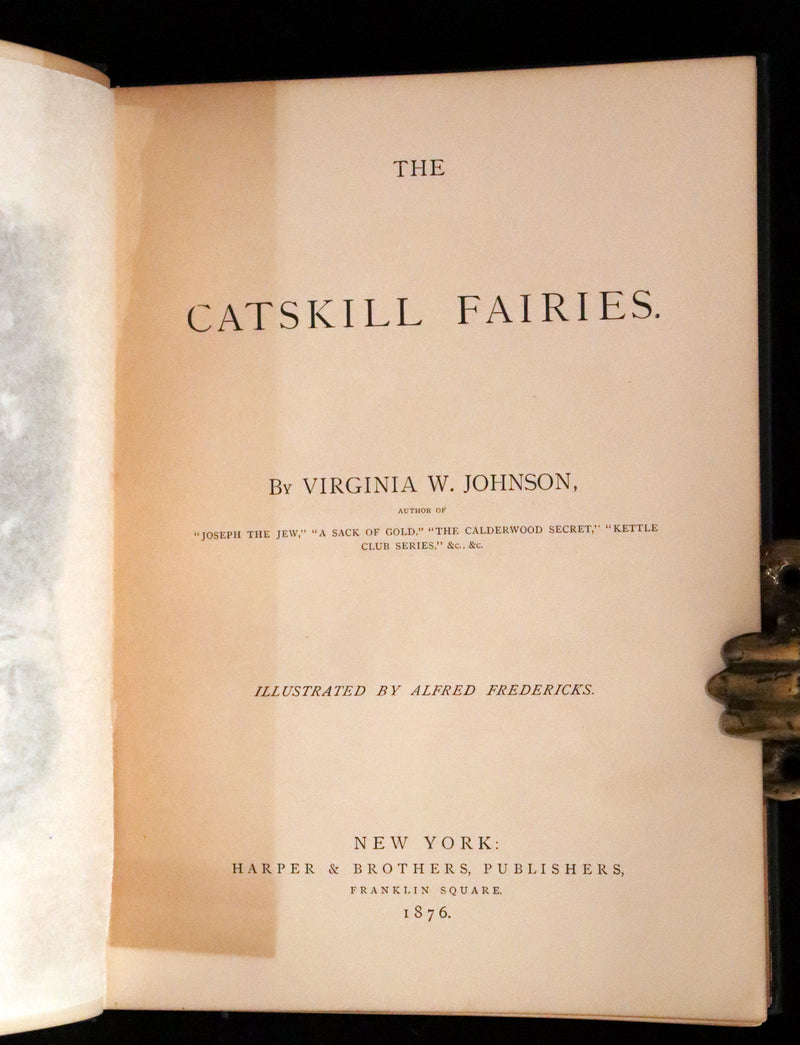 THE
CATSKILL FAIRIES.
BY VIRGINIA W. JOHNSON,
AUTHOR OF
"JOSEPH THE JEW," "A SACK OF GOLD," "THE CALDERWOOD SECRET," "KETTLE
CLUB SERIES," &c., &c.
ILLUSTRATED BY ALFRED FREDERICKS.
NEW YORK:
HARPER & BROTHERS, PUBLISHERS,
FRANKLIN SQUARE.
1876.